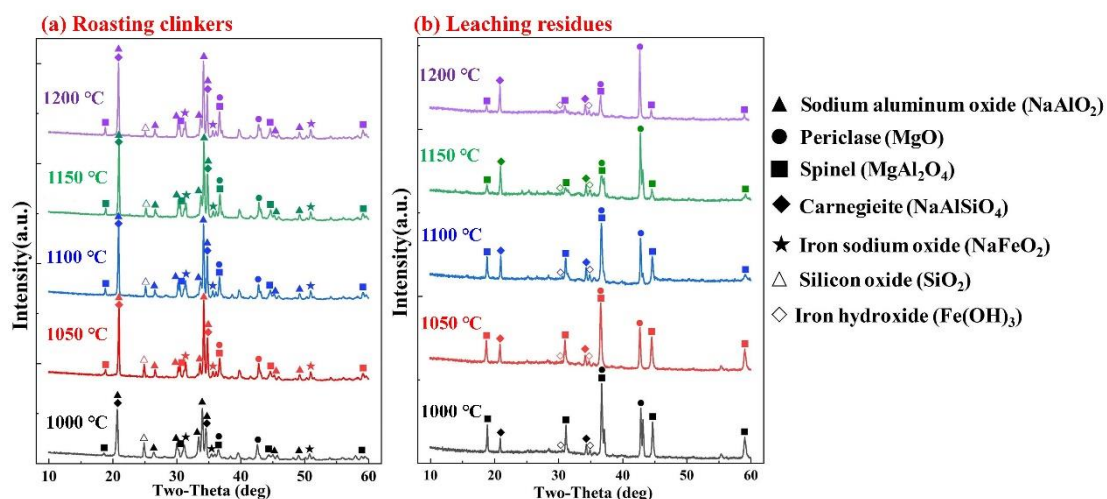 (a) Roasting clinkers
1200 °C
1150 °C
1100 °C
1050 °C
1000 °C
Intensity(a.u.)
10 20 30 40 50 60
Two-Theta (deg)
(b) Leaching residues
1200 °C
1150 °C
1100 °C
1050 °C
1000 °C
Intensity(a.u.)
10 20 30 40 50 60
Two-Theta (deg)
Sodium aluminum oxide (NaAlO₂)
Periclase (MgO)
Spinel (MgAl₂O₄)
Carnegieite (NaAlSiO₄)
Iron sodium oxide (NaFeO₂)
Silicon oxide (SiO₂)
Iron hydroxide (Fe(OH)₃)